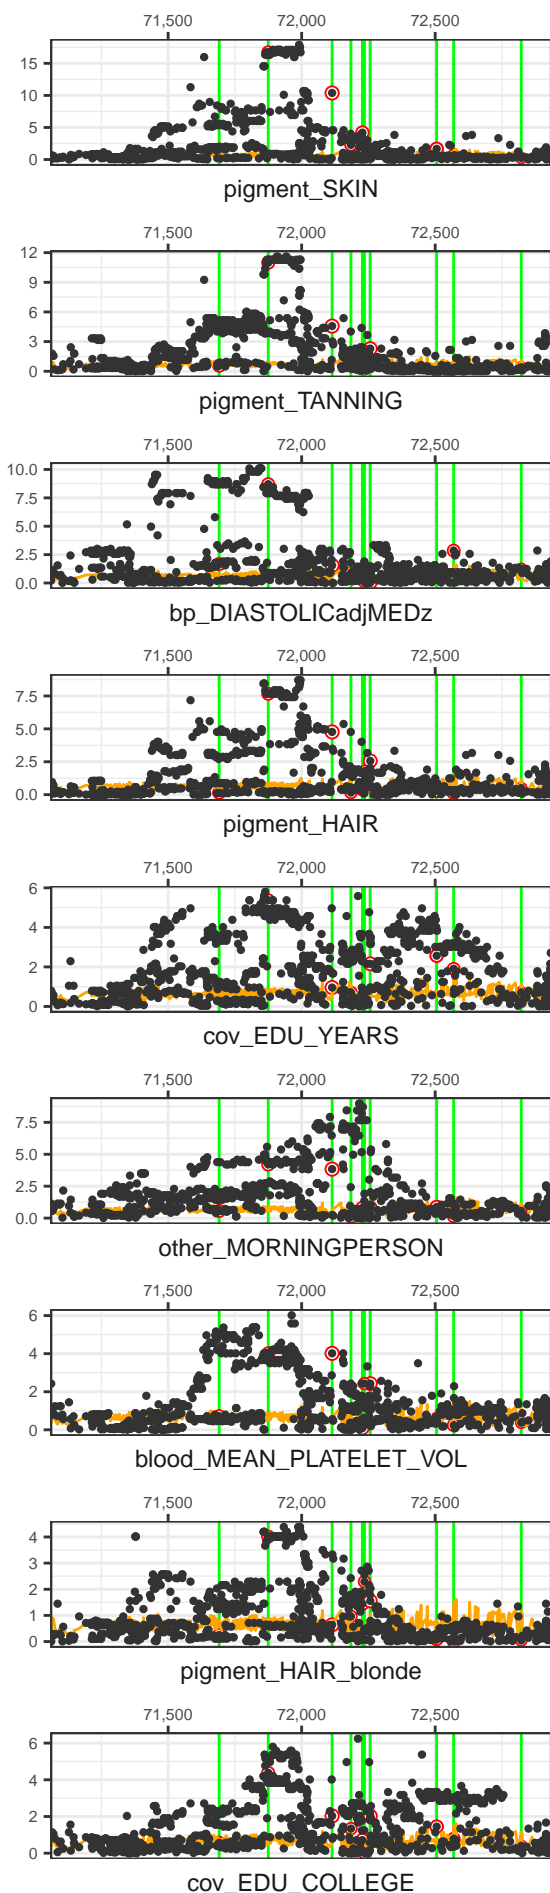 71,500 72,000 72,500
15
10
5
0
pigment_SKIN
71,500 72,000 72,500
12
9
6
3
0
pigment_TANNING
71,500 72,000 72,500
10.0
7.5
5.0
2.5
0.0
bp_DIASTOLICadjMEDz
71,500 72,000 72,500
7.5
5.0
2.5
0.0
pigment_HAIR
71,500 72,000 72,500
6
4
2
0
cov_EDU_YEARS
71,500 72,000 72,500
7.5
5.0
2.5
0.0
other_MORNINGPERSON
71,500 72,000 72,500
6
4
2
0
blood_MEAN_PLATELET_VOL
71,500 72,000 72,500
4
3
2
1
0
pigment_HAIR_blonde
71,500 72,000 72,500
6
4
2
0
cov_EDU_COLLEGE